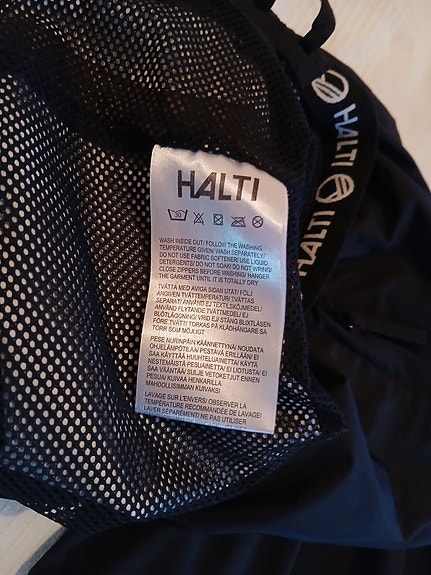 HALTI
30
WASH INSIDE OUT/ FOLLOW THE WASHING
TEMPERATURE GIVEN/ WASH SEPARATELY/
DO NOT USE FABRIC SOFTENER/ USE LIQUID
DETERGENTS/ DO NOT SOAK/ DO NOT WRING/
CLOSE ZIPPERS BEFORE WASHING/ HANGER
THE GARMENT UNTIL IT IS TOTALLY DRY
TVÄTTA MED AVIGA SIDAN UTÅT/ FÖLJ
ANGIVEN TVÄTTEMPERATUR/ TVÄTTAS
SEPARAT/ ANVÄND EJ TEXTILSKÖJMEDEL/
ANVÄND FLYTANDE TVÄTTMEDEL/ EJ
BLÖTLÄGGNING/ VRID EJ/ STÄNG BLIXTLÅSEN
FÖRE TVÄTT/ TORKAS PÅ KLÄDHÄNGARE SÅ
TORR SOM MÖJLIGT
PESE NURINPÄIN KÄÄNNETTYNÄ/ NOUDATA
OHJELÄMPÖTILAA/ PESTÄVÄ ERILLÄÄN/ EI
SAA KÄYTTÄÄ HUUHTELUAINETTA/ KÄYTÄ
NESTEMÄISTÄ PESUAINETTA/ EI LIOTUSTA/ EI
SAA VÄÄNTÄÄ/ SULJE VETOKETJUT ENNEN
PESUA/ KUIVAA HENKARILLA
MAHDOLLISIMMAN KUIVAKSI
LAVAGE SUR L'ENVERS/ OBSERVER LA
TEMPÉRATURE RECOMMANDÉE DE LAVAGE/
LAVER SÉPARÉMENT/ NE PAS UTILISER
HALTI
HALTI